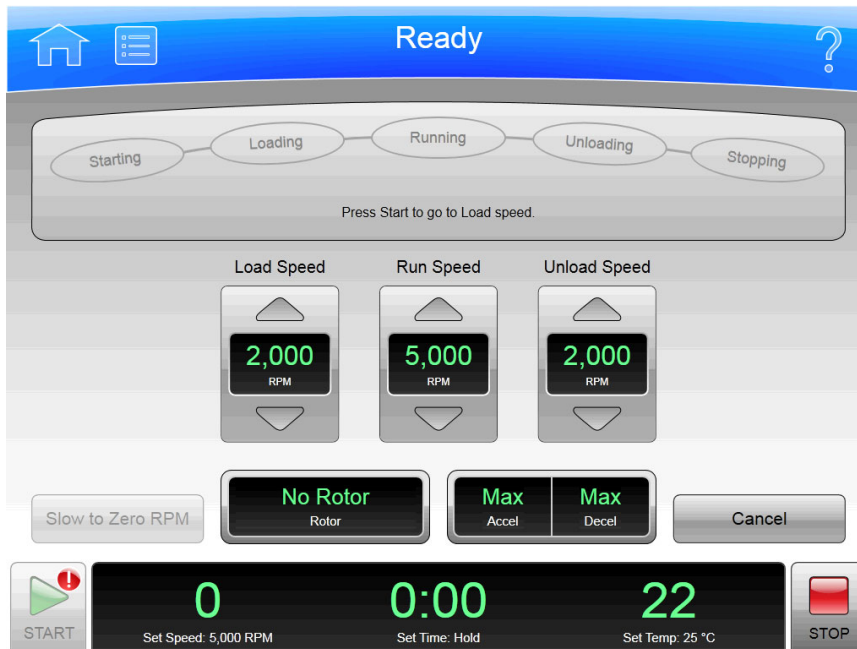 Ready
?
Starting
Loading
Running
Unloading
Stopping
Press Start to go to Load speed.
Load Speed
Run Speed
Unload Speed
2,000
RPM
5,000
RPM
2,000
RPM
Slow to Zero RPM
No Rotor
Rotor
Max
Accel
Max
Decel
Cancel
!
START
0
Set Speed: 5,000 RPM
0:00
Set Time: Hold
22
Set Temp: 25 °C
STOP